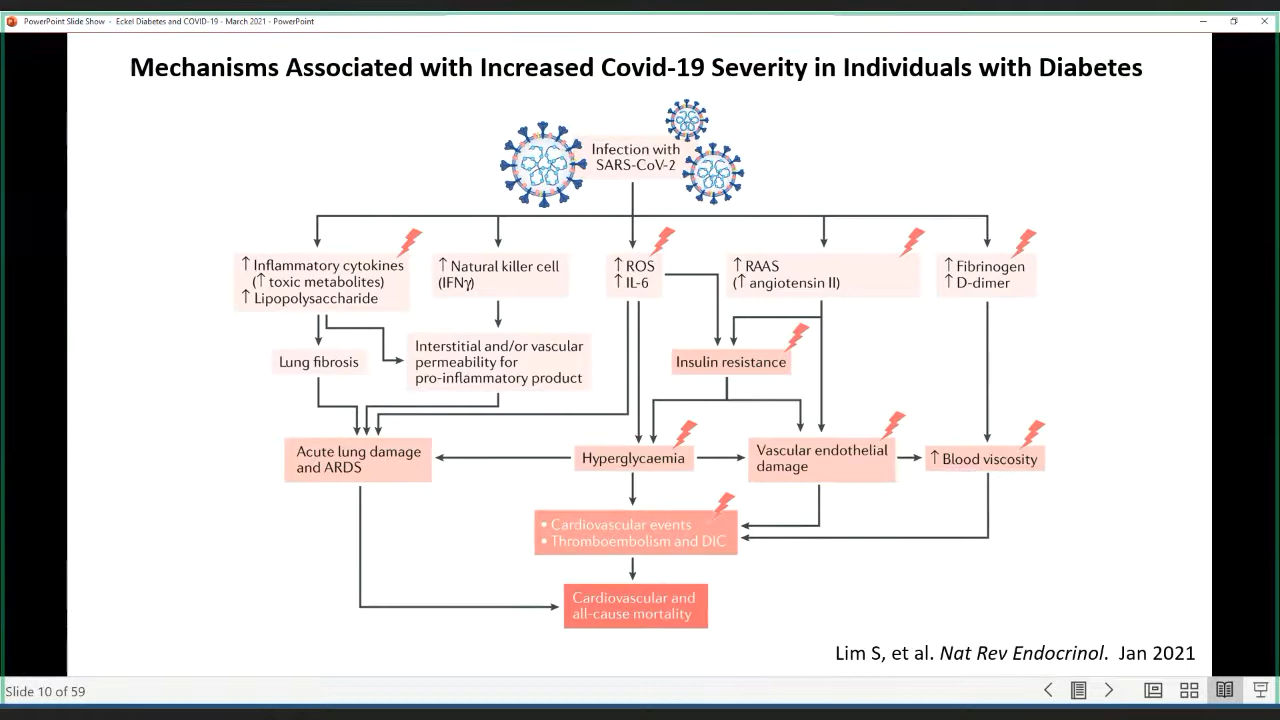 PowerPoint Slide Show - Eckel Diabetes and COVID-19 - March 2021 - PowerPoint
Mechanisms Associated with Increased Covid-19 Severity in Individuals with Diabetes
Infection with
SARS-CoV-2
↑ Inflammatory cytokines
(↑ toxic metabolites)
↑ Lipopolysaccharide
↑ Natural killer cell
(IFNγ)
↑ ROS
↑ IL-6
↑ RAAS
(↑ angiotensin II)
↑ Fibrinogen
↑ D-dimer
Lung fibrosis
Interstitial and/or vascular
permeability for
pro-inflammatory product
Insulin resistance
Acute lung damage
and ARDS
Hyperglycaemia
Vascular endothelial
damage
↑ Blood viscosity
• Cardiovascular events
• Thromboembolism and DIC
Cardiovascular and
all-cause mortality
Lim S, et al. Nat Rev Endocrinol. Jan 2021
Slide 10 of 59